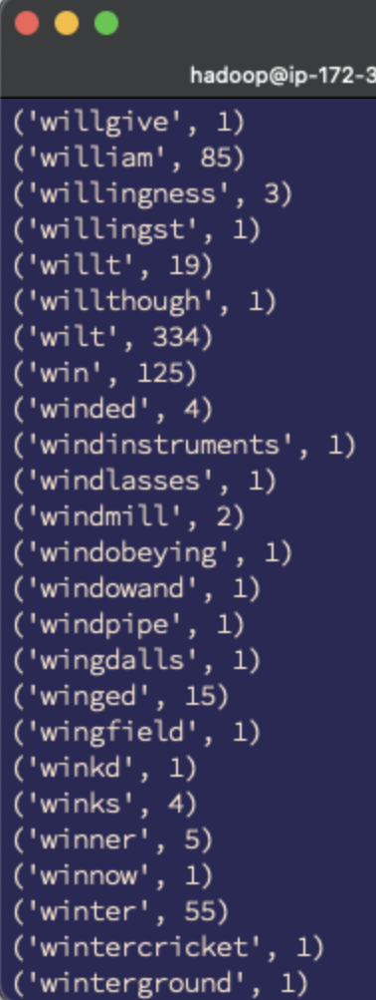 hadoop@ip-172-3
('willgive', 1)
('william', 85)
('willingness', 3)
('willingst', 1)
('willt', 19)
('willthough', 1)
('wilt', 334)
('win', 125)
('winded', 4)
('windinstruments', 1)
('windlasses', 1)
('windmill', 2)
('windobeying', 1)
('windowand', 1)
('windpipe', 1)
('wingdalls', 1)
('winged', 15)
('wingfield', 1)
('winkd', 1)
('winks', 4)
('winner', 5)
('winnow', 1)
('winter', 55)
('wintercricket', 1)
('winterground', 1)